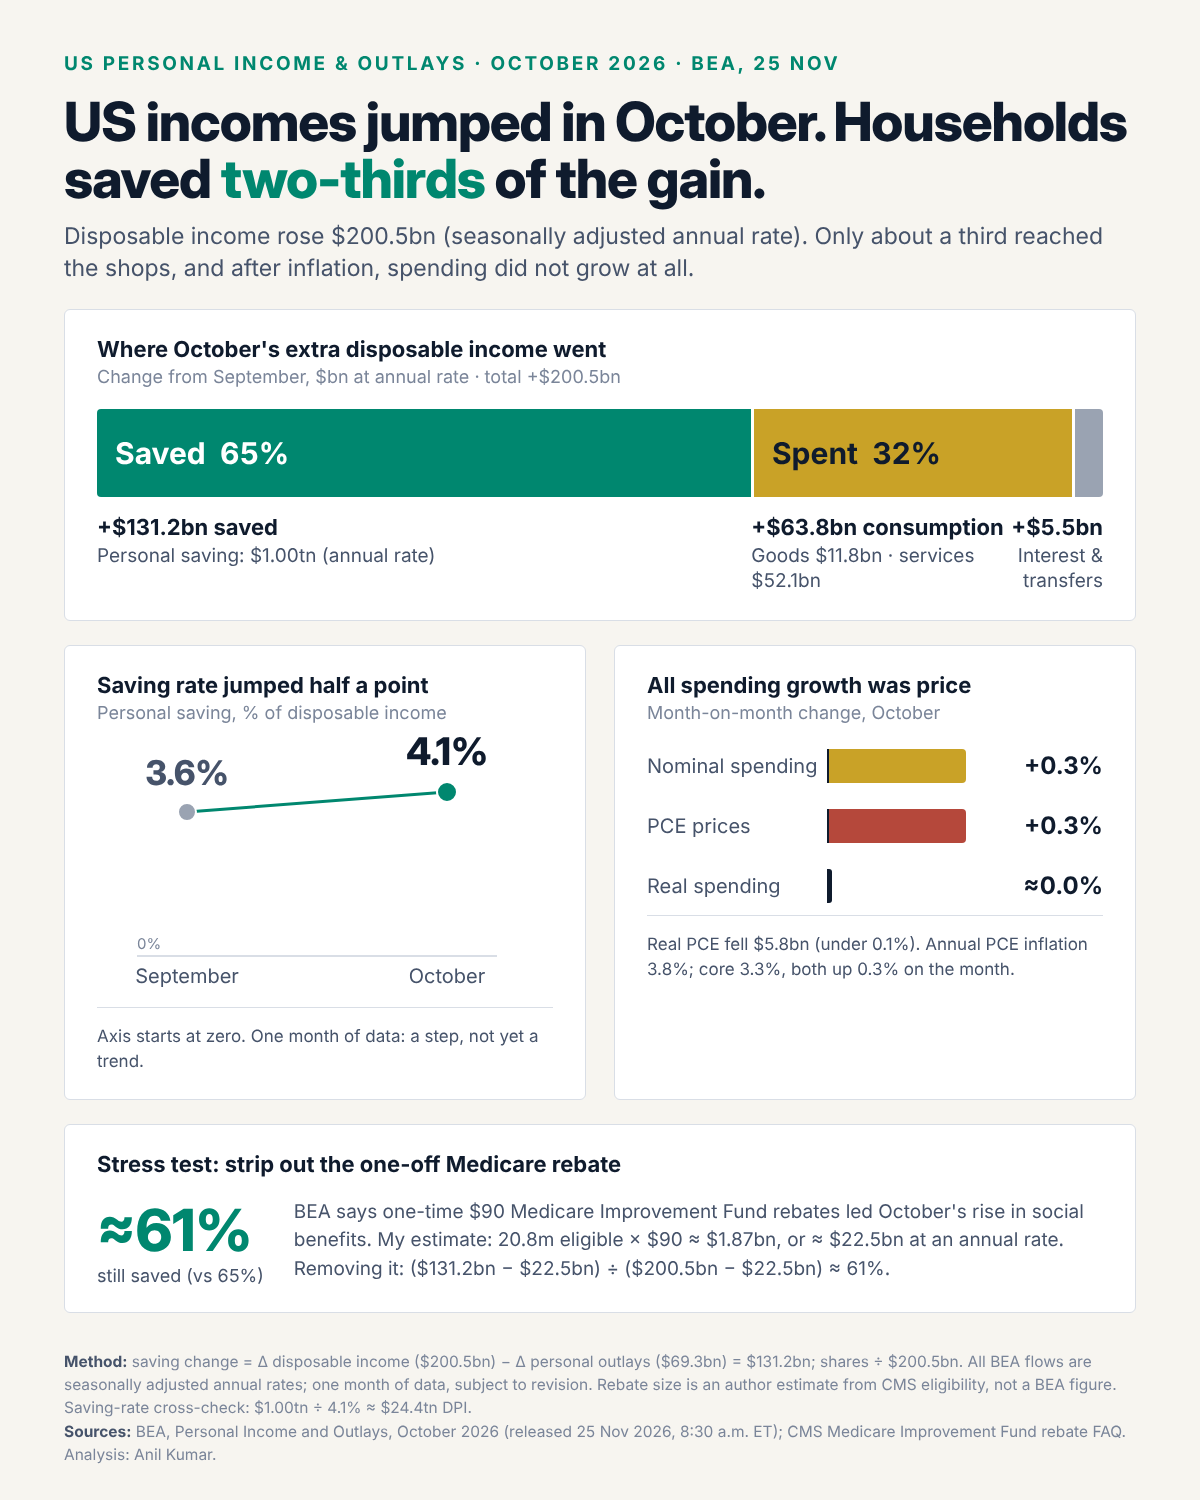 US PERSONAL INCOME & OUTLAYS · OCTOBER 2026 · BEA, 25 NOV
US incomes jumped in October. Households
saved two-thirds of the gain.
Disposable income rose $200.5bn (seasonally adjusted annual rate). Only about a third reached
the shops, and after inflation, spending did not grow at all.
Where October's extra disposable income went
Change from September, $bn at annual rate · total +$200.5bn
Saved 65%
Spent 32%
+$131.2bn saved
Personal saving: $1.00tn (annual rate)
+$63.8bn consumption
Goods $11.8bn · services
$52.1bn
+$5.5bn
Interest &
transfers
Saving rate jumped half a point
Personal saving, % of disposable income
3.6%
4.1%
0%
September
October
Axis starts at zero. One month of data: a step, not yet a
trend.
All spending growth was price
Month-on-month change, October
Nominal spending
+0.3%
PCE prices
+0.3%
Real spending
≈0.0%
Real PCE fell $5.8bn (under 0.1%). Annual PCE inflation
3.8%; core 3.3%, both up 0.3% on the month.
Stress test: strip out the one-off Medicare rebate
≈61%
still saved (vs 65%)
BEA says one-time $90 Medicare Improvement Fund rebates led October's rise in social
benefits. My estimate: 20.8m eligible × $90 ≈ $1.87bn, or ≈ $22.5bn at an annual rate.
Removing it: ($131.2bn − $22.5bn) ÷ ($200.5bn − $22.5bn) ≈ 61%.
Method: saving change = Δ disposable income ($200.5bn) − Δ personal outlays ($69.3bn) = $131.2bn; shares ÷ $200.5bn. All BEA flows are
seasonally adjusted annual rates; one month of data, subject to revision. Rebate size is an author estimate from CMS eligibility, not a BEA figure.
Saving-rate cross-check: $1.00tn ÷ 4.1% ≈ $24.4tn DPI.
Sources: BEA, Personal Income and Outlays, October 2026 (released 25 Nov 2026, 8:30 a.m. ET); CMS Medicare Improvement Fund rebate FAQ.
Analysis: Anil Kumar.